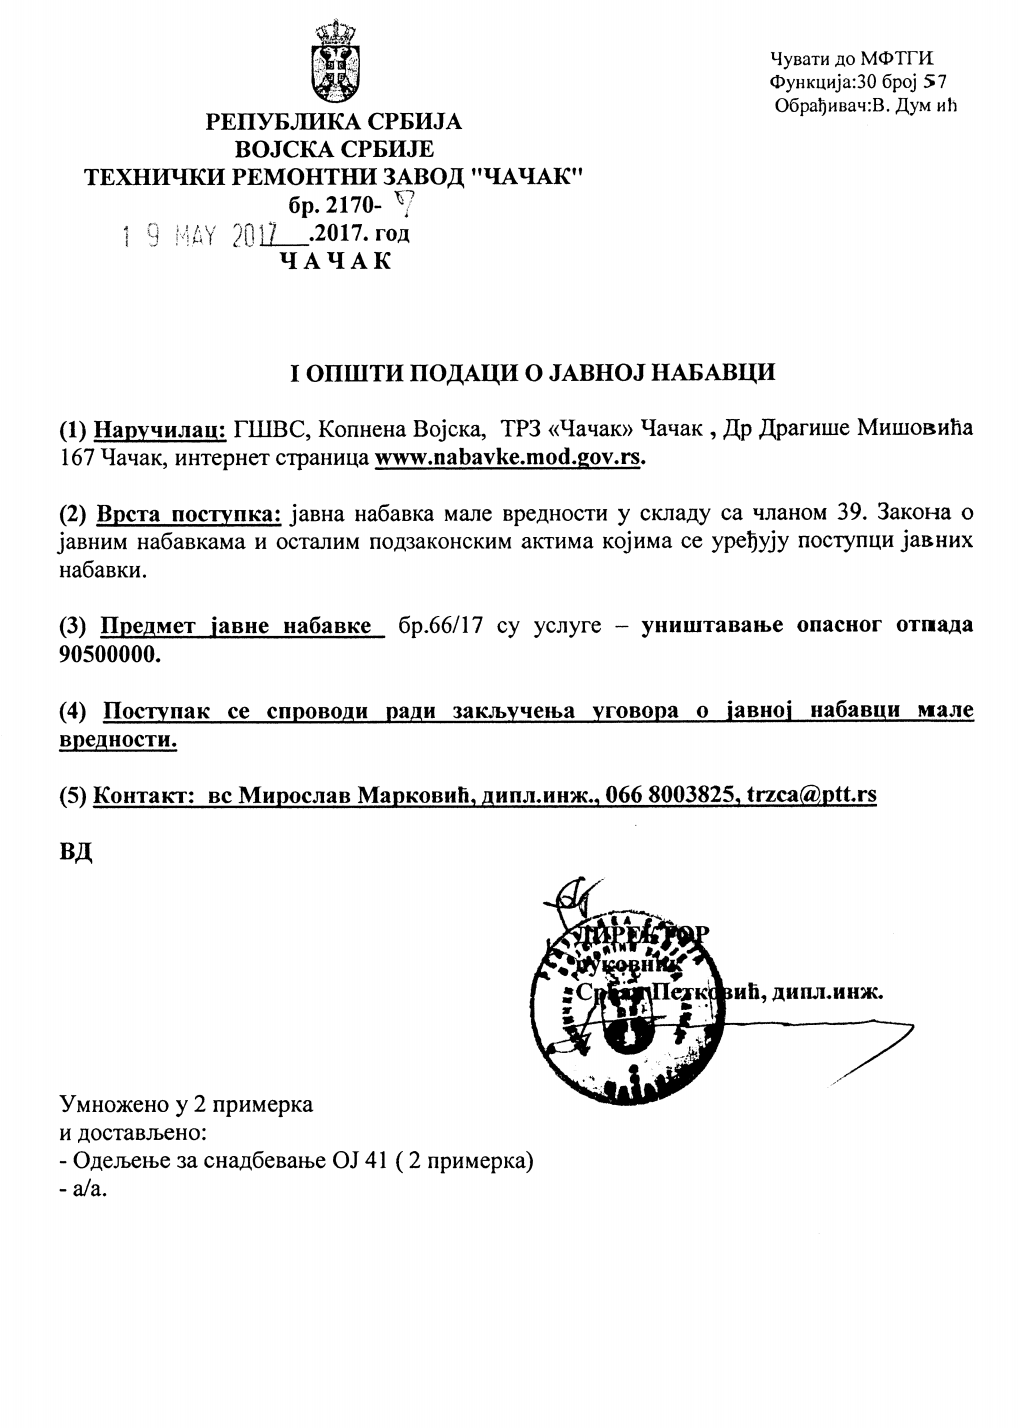 Чувати до МФТГИ
Функција:30 број 57
Обрађивач:В. Дум ић
РЕПУБЛИКА СРБИЈА
ВОЈСКА СРБИЈЕ
ТЕХНИЧКИ РЕМОНТНИ ЗАВОД "ЧАЧАК"
бр. 2170-
19 MAY 2017 .2017. год
Ч А Ч А К
I ОПШТИ ПОДАЦИ О ЈАВНОЈ НАБАВЦИ
(1) Наручилац: ГШВС, Копнена Војска, ТРЗ «Чачак» Чачак , Др Драгише Мишовића
167 Чачак, интернет страница www.nabavke.mod.gov.rs.
(2) Врста поступка: јавна набавка мале вредности у складу са чланом 39. Закона о
јавним набавкама и осталим подзаконским актима којима се уређују поступци јавних
набавки.
(3) Предмет јавне набавке бр.66/17 су услуге – уништавање опасног отпада
90500000.
(4) Поступак се спроводи ради закључења уговора о јавној набавци мале
вредности.
(5) Контакт: вс Мирослав Марковић, дипл.инж., 066 8003825, trzca@ptt.rs
ВД
ДИРЕКТОР
пуковник
Срђан Петковић, дипл.инж.
Умножено у 2 примерка
и достављено:
- Одељење за снадбевање ОЈ 41 ( 2 примерка)
- а/а.